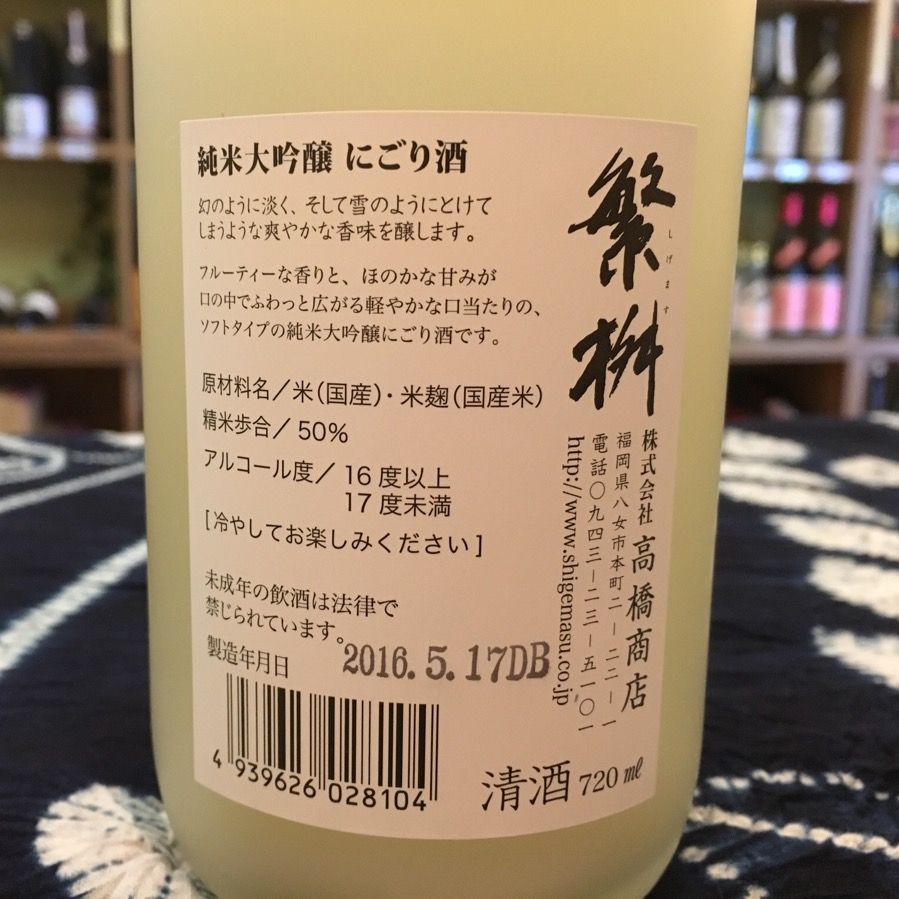 純米大吟醸 にごり酒
幻のように淡く、そして雪のようにとけて
しまうような爽やかな香味を醸します。
フルーティーな香りと、ほのかな甘みが
口の中でふわっと広がる軽やかな口当たりの、
ソフトタイプの純米大吟醸にごり酒です。
原材料名／米（国産）・米麹（国産米）
精米歩合／50%
アルコール度／16度以上
17度未満
[冷やしてお楽しみください]
未成年の飲酒は法律で
禁じられています。
製造年月日
2016.5.17DB
4 939626 028104
繁桝
しげます
株式会社 高橋商店
福岡県八女市本町二－二二－一
電話〇九四三－二三－五一〇一
http://www.shigemasu.co.jp
清酒 720㎖